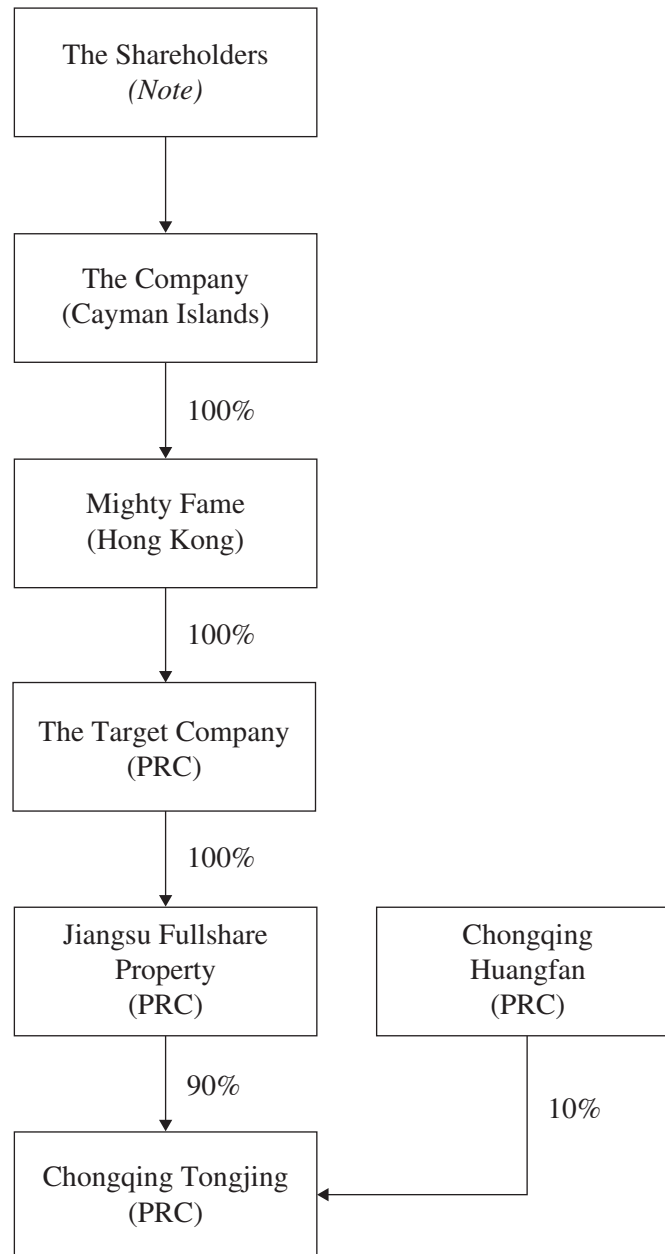 The Shareholders
(Note)
The Company
(Cayman Islands)
100%
Mighty Fame
(Hong Kong)
100%
The Target Company
(PRC)
100%
Jiangsu Fullshare
Property
(PRC)
Chongqing
Huangfan
(PRC)
90%
10%
Chongqing Tongjing
(PRC)